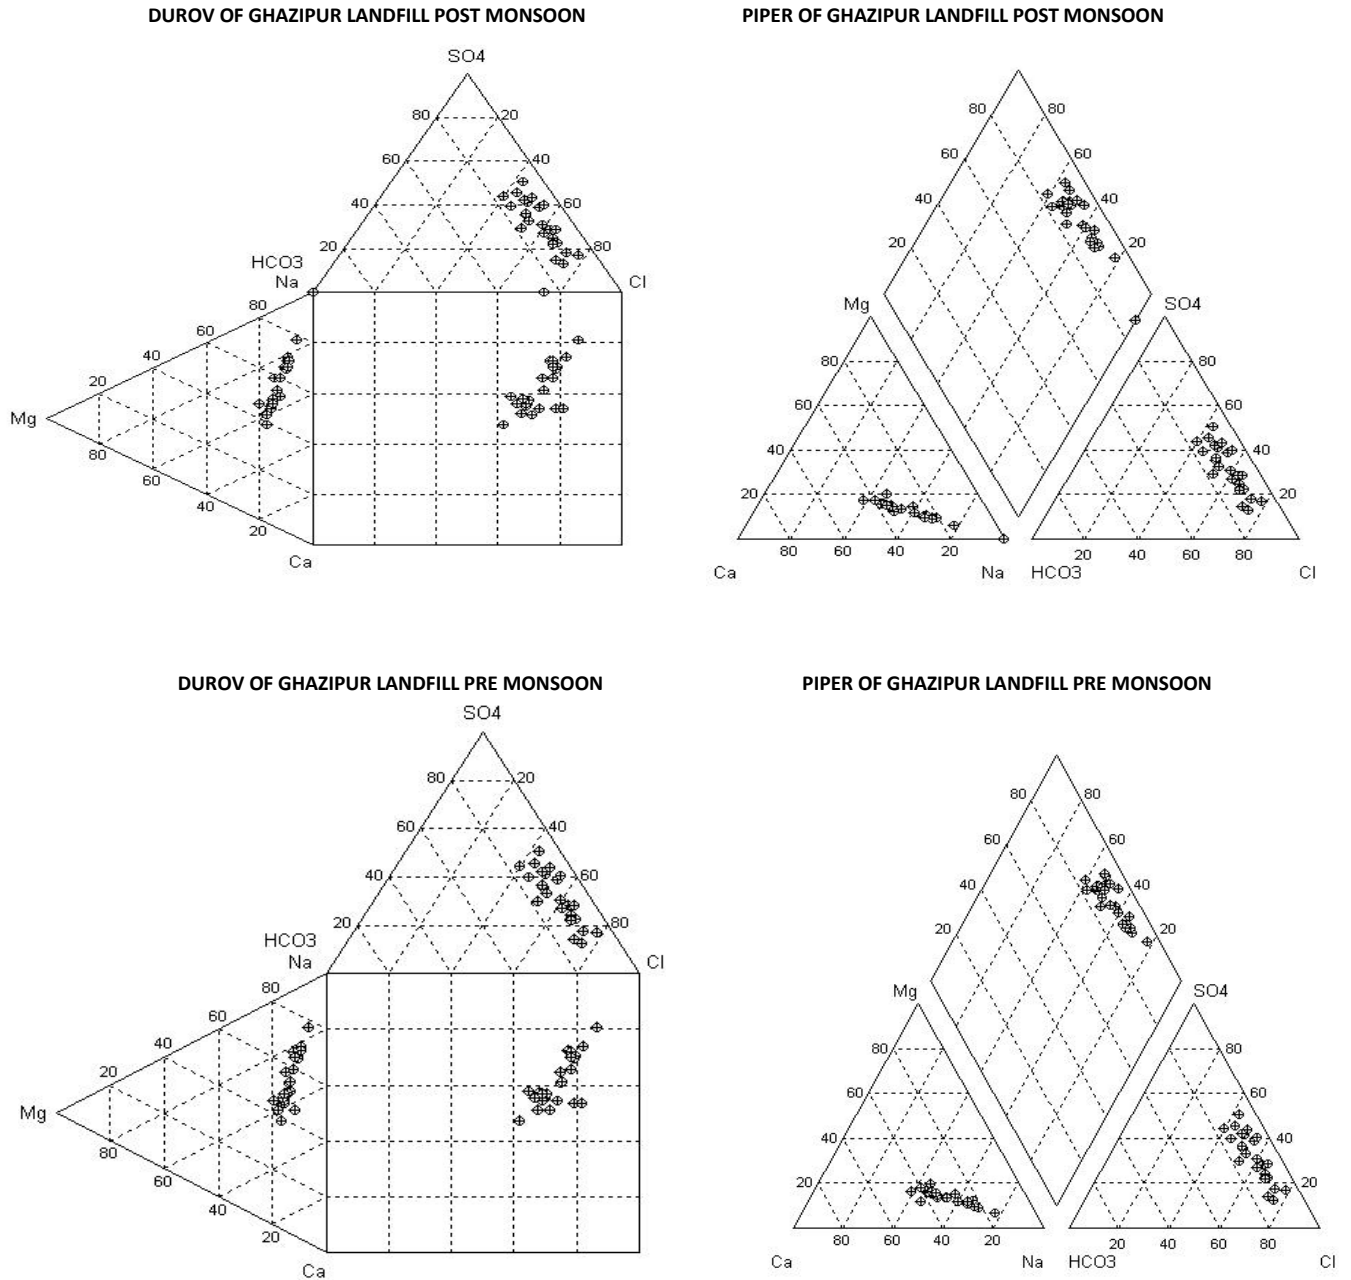 DUROV OF GHAZIPUR LANDFILL POST MONSOON
SO4
80 20
60 40
40 60
20 80
HCO3
Na Cl
80
60
40
20
Mg
80
60
40
20
Ca
PIPER OF GHAZIPUR LANDFILL POST MONSOON
80 80
60 60
40 40
20 20
Mg SO4
80 80
60 60
40 40
20 20
80 60 40 20 20 40 60 80
Ca Na HCO3 Cl
DUROV OF GHAZIPUR LANDFILL PRE MONSOON
SO4
80 20
60 40
40 60
20 80
HCO3
Na Cl
80
60
40
20
Mg
80
60
40
20
Ca
PIPER OF GHAZIPUR LANDFILL PRE MONSOON
80 80
60 60
40 40
20 20
Mg SO4
80 80
60 60
40 40
20 20
80 60 40 20 20 40 60 80
Ca Na HCO3 Cl